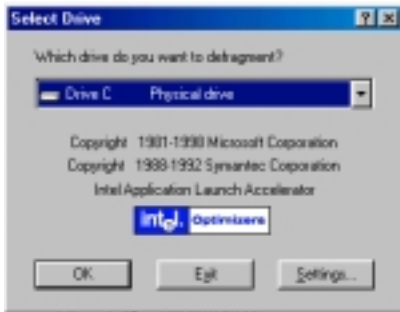 Select Drive
Which drive do you want to defragment?
Drive C Physical drive
Copyright 1981-1998 Microsoft Corporation
Copyright 1988-1992 Symantec Corporation
Intel Application Launch Accelerator
intel. Optimizers
OK Exit Settings...